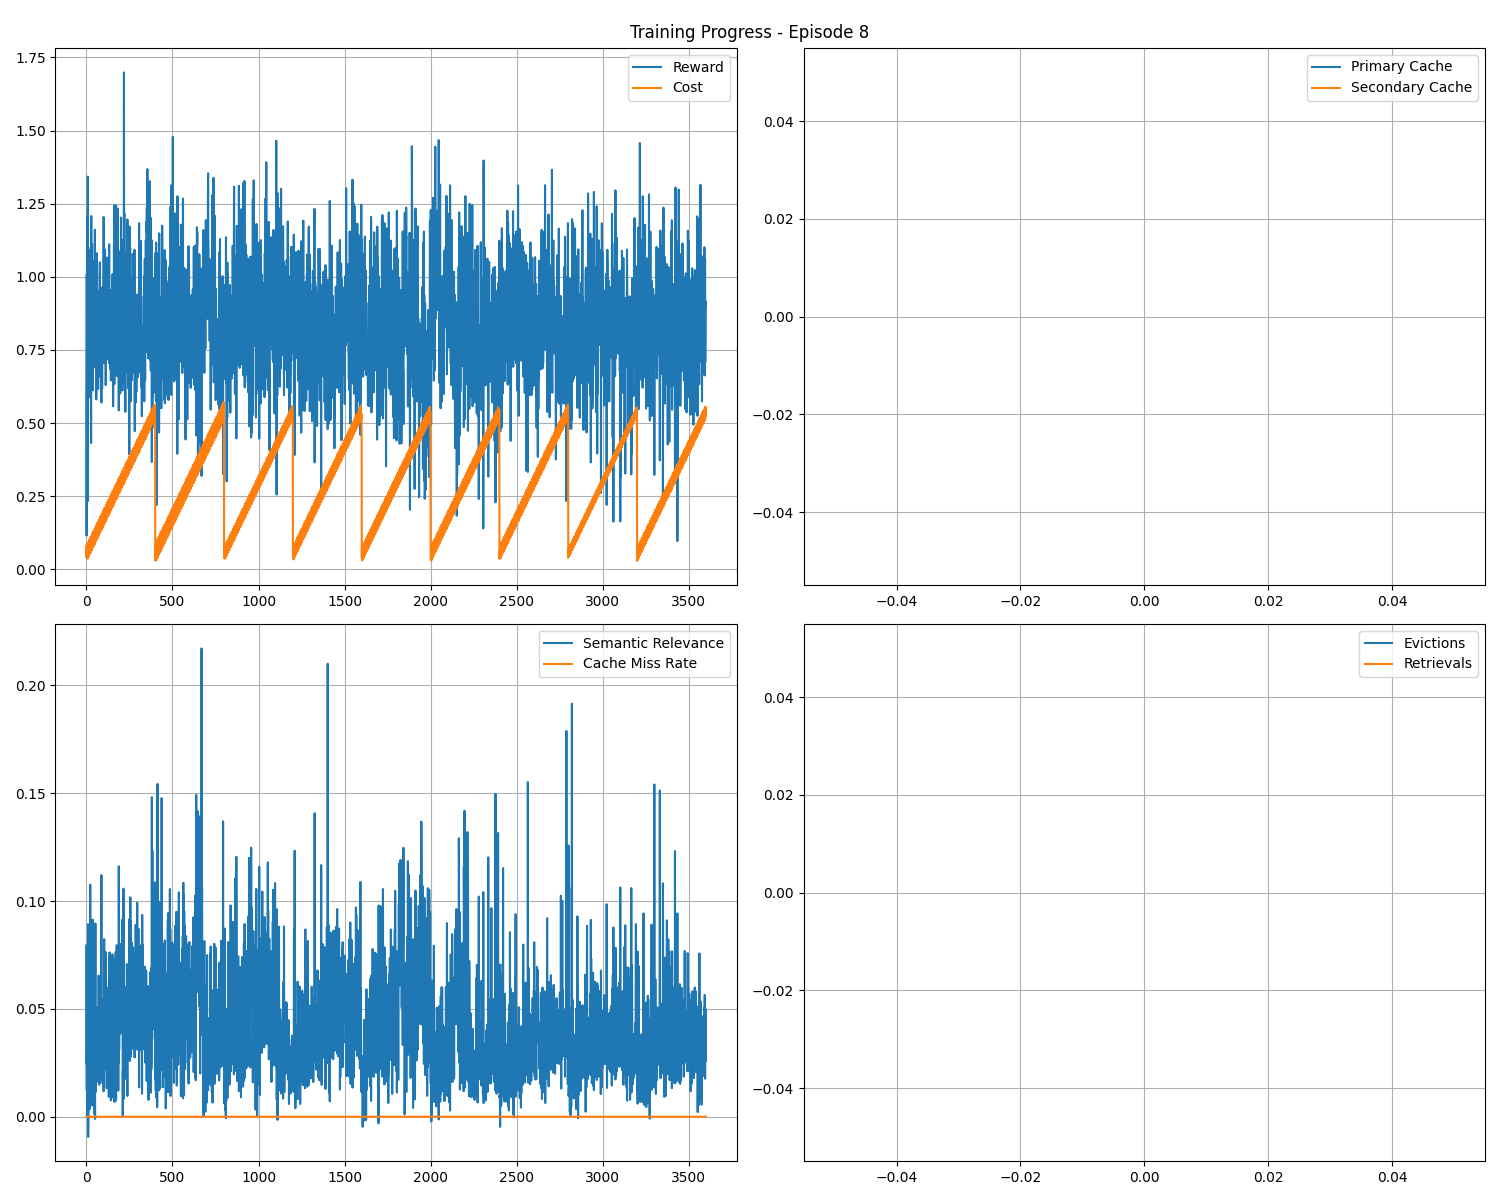 Training Progress - Episode 8
1.75
1.50
1.25
1.00
0.75
0.50
0.25
0.00
0 500 1000 1500 2000 2500 3000 3500
Reward
Cost
0.04
0.02
0.00
−0.02
−0.04
−0.04 −0.02 0.00 0.02 0.04
Primary Cache
Secondary Cache
0.20
0.15
0.10
0.05
0.00
0 500 1000 1500 2000 2500 3000 3500
Semantic Relevance
Cache Miss Rate
0.04
0.02
0.00
−0.02
−0.04
−0.04 −0.02 0.00 0.02 0.04
Evictions
Retrievals